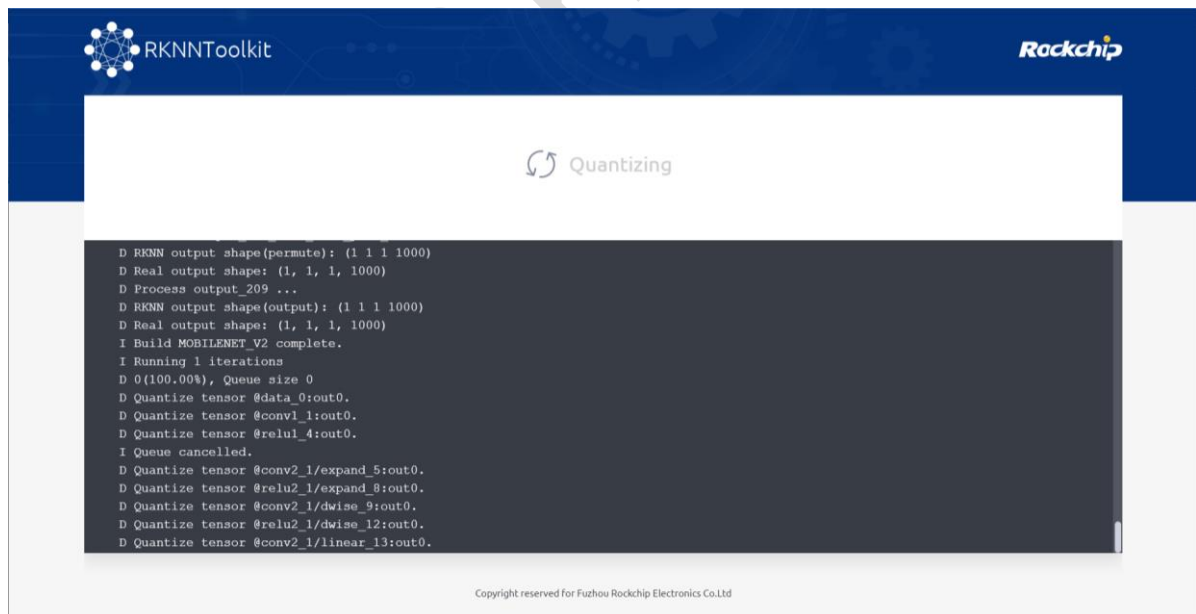 RKNNToolkit
Rockchip
Quantizing
D RKNN output shape(permute): (1 1 1 1000)
D Real output shape: (1, 1, 1, 1000)
D Process output_209 ...
D RKNN output shape(output): (1 1 1 1000)
D Real output shape: (1, 1, 1, 1000)
I Build MOBILENET_V2 complete.
I Running 1 iterations
D 0(100.00%), Queue size 0
D Quantize tensor @data_0:out0.
D Quantize tensor @conv1_1:out0.
D Quantize tensor @relu1_4:out0.
I Queue cancelled.
D Quantize tensor @conv2_1/expand_5:out0.
D Quantize tensor @relu2_1/expand_8:out0.
D Quantize tensor @conv2_1/dwise_9:out0.
D Quantize tensor @relu2_1/dwise_12:out0.
D Quantize tensor @conv2_1/linear_13:out0.
Copyright reserved for Fuzhou Rockchip Electronics Co.Ltd